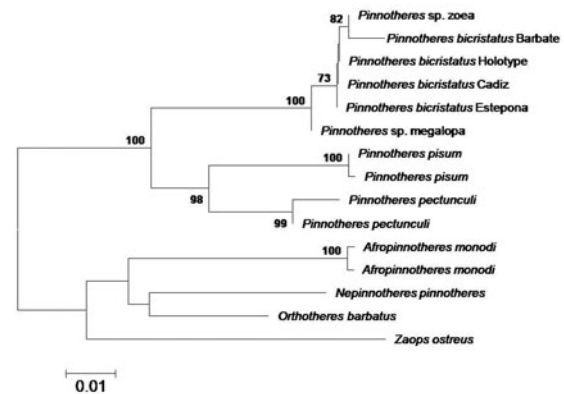 82
Pinnotheres sp. zoea
Pinnotheres bicristatus Barbate
Pinnotheres bicristatus Holotype
73
Pinnotheres bicristatus Cadiz
100
Pinnotheres bicristatus Estepona
Pinnotheres sp. megalopa
100
100
Pinnotheres pisum
Pinnotheres pisum
98
Pinnotheres pectunculi
99
Pinnotheres pectunculi
100
Afropinnotheres monodi
Afropinnotheres monodi
Nepinnotheres pinnotheres
Orthotheres barbatus
Zaops ostreus
0.01